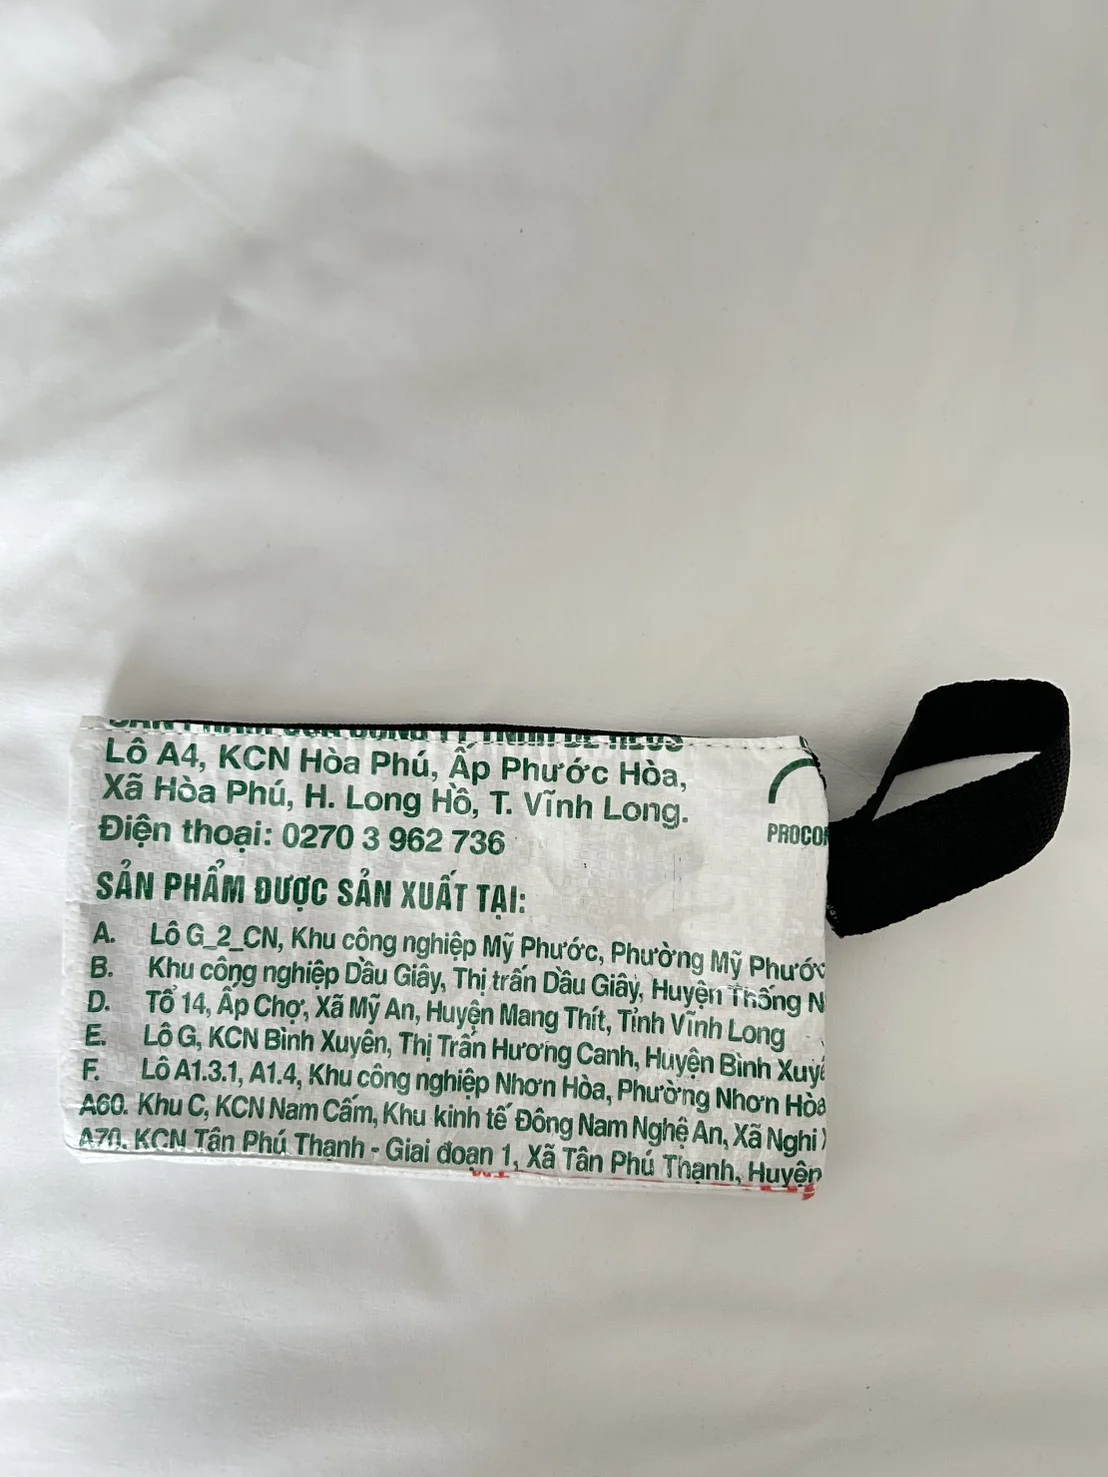 Lô A4, KCN Hòa Phú, Ấp Phước Hòa,
Xã Hòa Phú, H. Long Hồ, T. Vĩnh Long.
Điện thoại: 0270 3 962 736
PROCON
SẢN PHẨM ĐƯỢC SẢN XUẤT TẠI:
A. Lô G_2_CN, Khu công nghiệp Mỹ Phước, Phường Mỹ Phước
B. Khu công nghiệp Dầu Giây, Thị trấn Dầu Giây, Huyện Thống N
D. Tổ 14, Ấp Chợ, Xã Mỹ An, Huyện Mang Thít, Tỉnh Vĩnh Long
E. Lô G, KCN Bình Xuyên, Thị Trấn Hương Canh, Huyện Bình Xuyê
F. Lô A1.3.1, A1.4, Khu công nghiệp Nhơn Hòa, Phường Nhơn Hòa
A60. Khu C, KCN Nam Cấm, Khu kinh tế Đông Nam Nghệ An, Xã Nghi
A70. KCN Tân Phú Thạnh - Giai đoạn 1, Xã Tân Phú Thạnh, Huyện